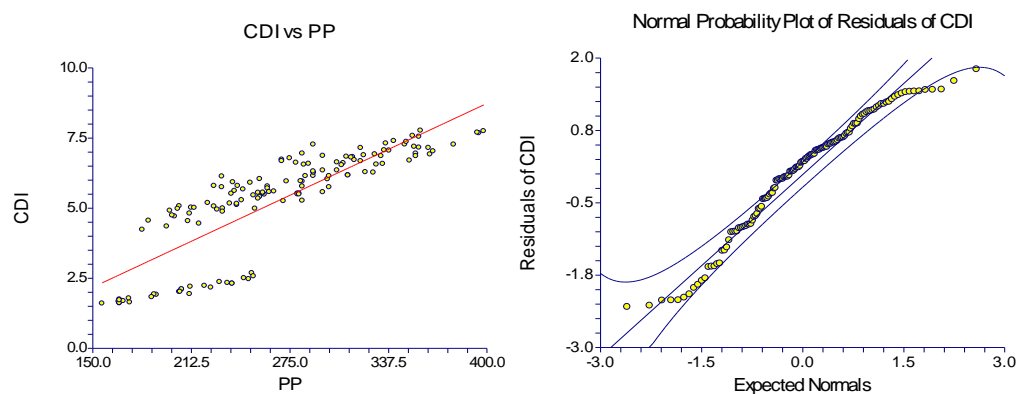 CDI vs PP
10.0
7.5
5.0
2.5
0.0
CDI
150.0 212.5 275.0 337.5 400.0
PP
Normal Probability Plot of Residuals of CDI
2.0
0.8
-0.5
-1.8
-3.0
Residuals of CDI
-3.0 -1.5 0.0 1.5 3.0
Expected Normals